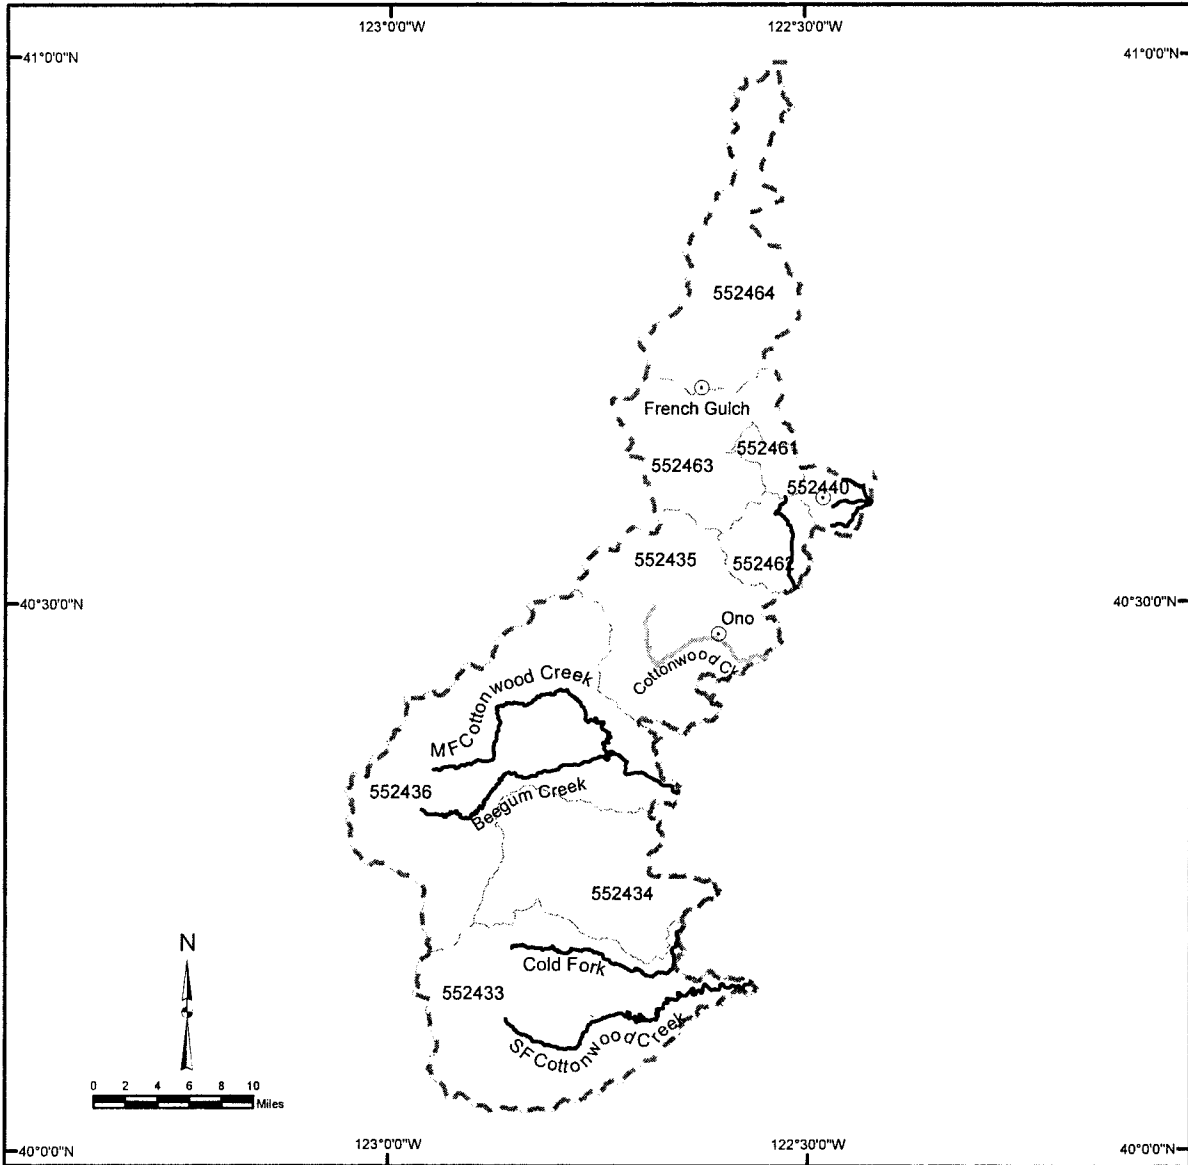 123°0'0"W
122°30'0"W
41°0'0"N
41°0'0"N
552464
French Gulch
552461
552463
552440
552435
552462
40°30'0"N
40°30'0"N
Ono
Cottonwood Ck
MFCottonwood Creek
552436
Beegum Creek
552434
N
Cold Fork
552433
SFCottonwoodCreek
0 2 4 6 8 10
Miles
40°0'0"N
123°0'0"W
122°30'0"W
40°0'0"N